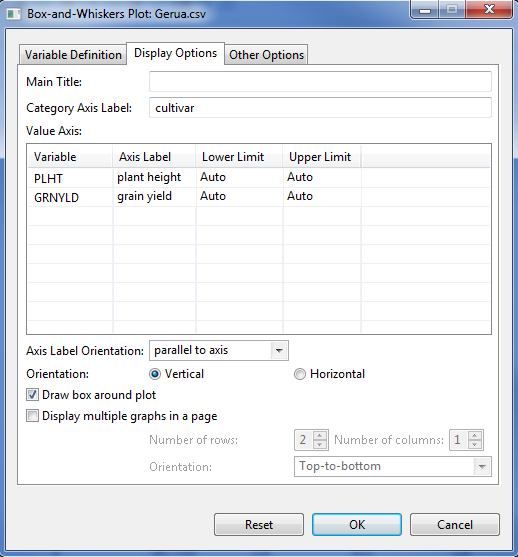 Box-and-Whiskers Plot: Gerua.csv
Variable Definition Display Options Other Options
Main Title:
Category Axis Label: cultivar
Value Axis:
Variable Axis Label Lower Limit Upper Limit
PLHT plant height Auto Auto
GRNYLD grain yield Auto Auto
Axis Label Orientation: parallel to axis
Orientation: Vertical Horizontal
Draw box around plot
Display multiple graphs in a page
Number of rows: 2 Number of columns: 1
Orientation: Top-to-bottom
Reset OK Cancel